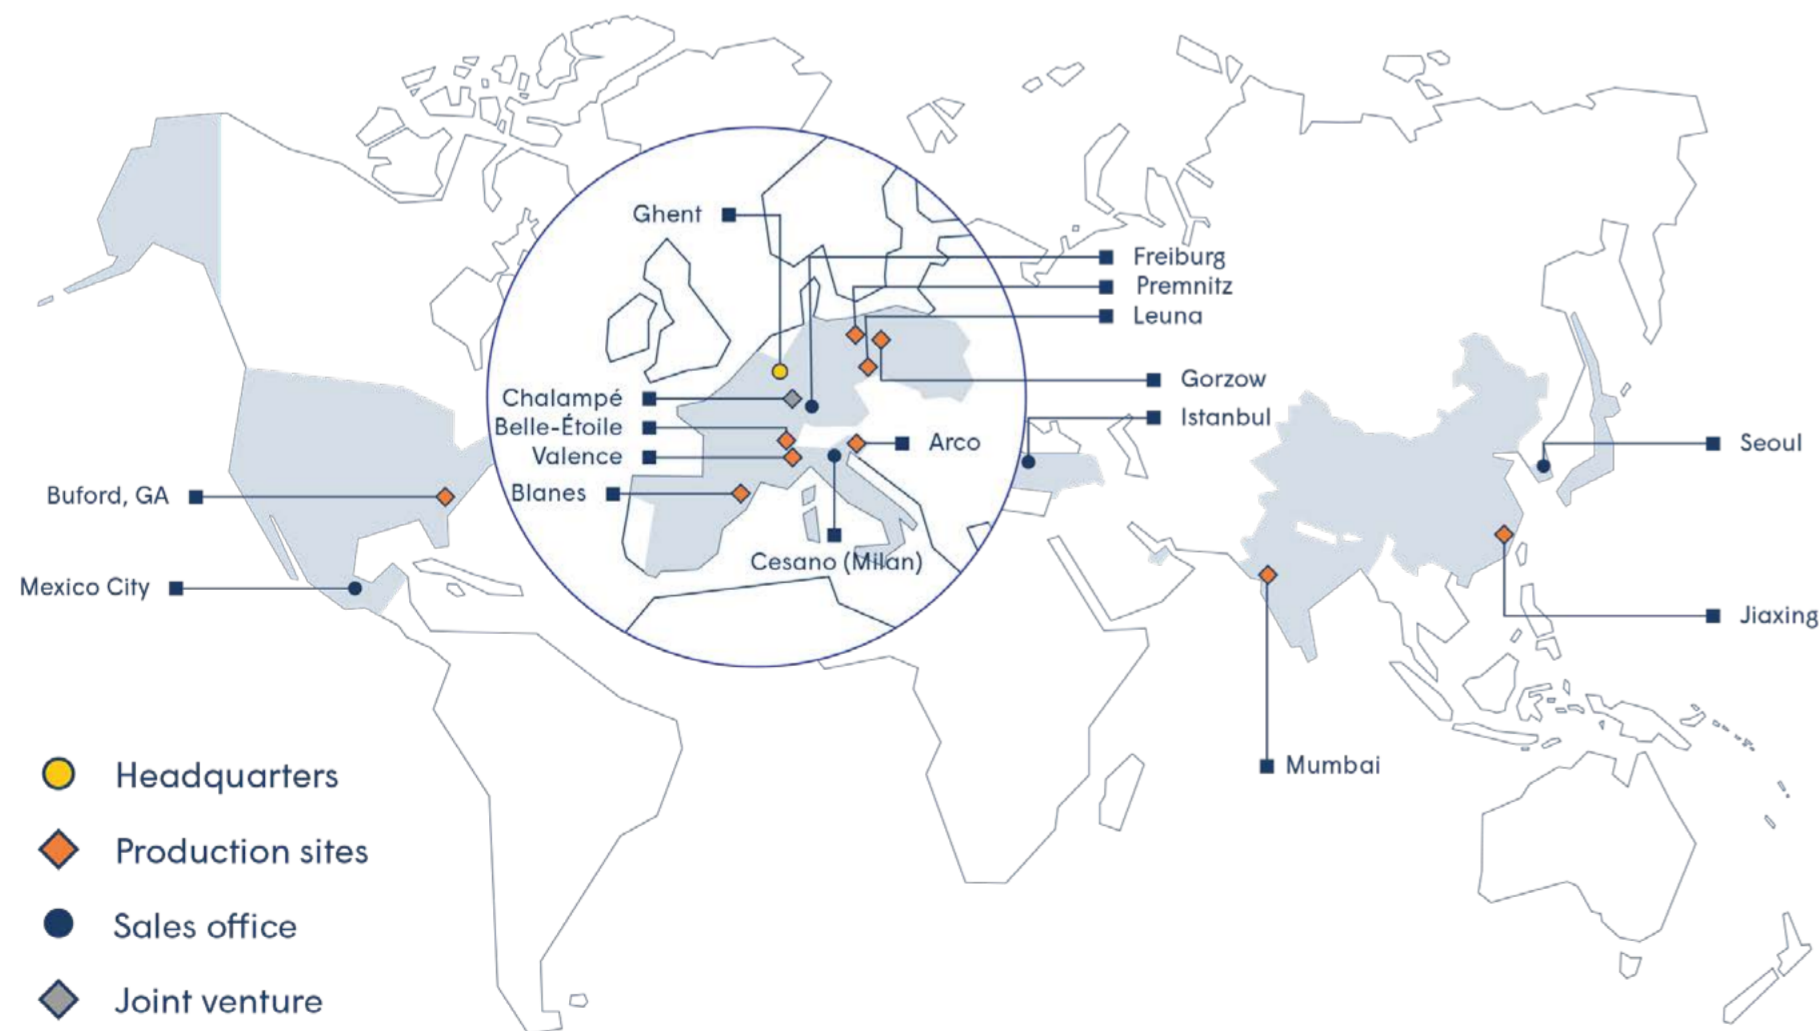 Ghent
Freiburg
Premnitz
Leuna
Gorzow
Chalampé
Istanbul
Belle-Étoile
Arco
Seoul
Valence
Blanes
Buford, GA
Cesano (Milan)
Mexico City
Jiaxing
Mumbai
Headquarters
Production sites
Sales office
Joint venture